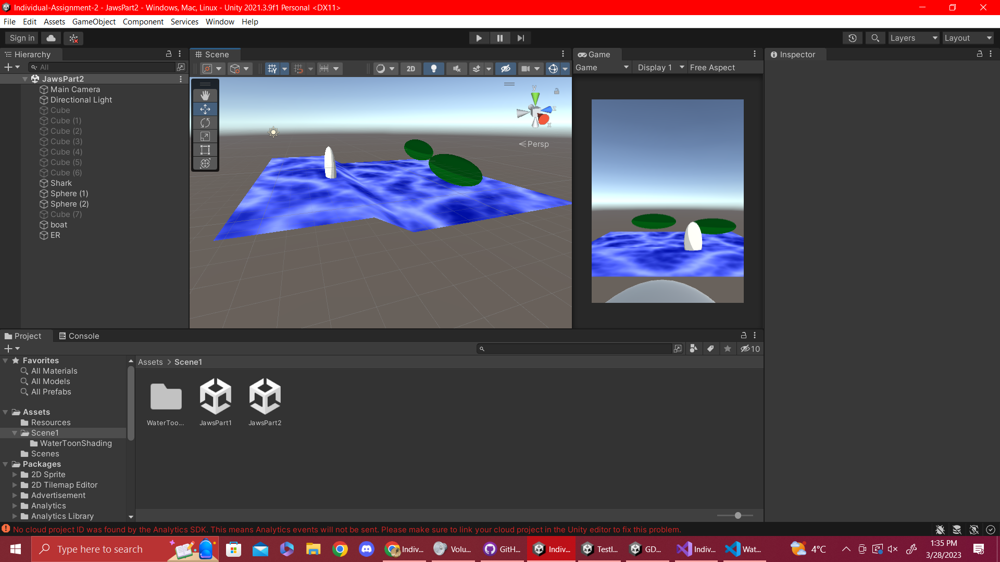 Individual-Assignment-2 - JawsPart2 - Windows, Mac, Linux - Unity 2021.3.9f1 Personal <DX11>
File Edit Assets GameObject Component Services Window Help
Sign in
Layers
Layout
Hierarchy
All
JawsPart2
Main Camera
Directional Light
Cube
Cube (1)
Cube (2)
Cube (3)
Cube (4)
Cube (5)
Cube (6)
Shark
Sphere (1)
Sphere (2)
Cube (7)
boat
ER
Scene
2D
y
z
x
Persp
Game
Game
Display 1
Free Aspect
Inspector
Project
Console
10
Favorites
All Materials
All Models
All Prefabs
Assets
Resources
Scene1
WaterToonShading
Scenes
Packages
2D Sprite
2D Tilemap Editor
Advertisement
Analytics
Analytics Library
Assets > Scene1
WaterToo...
JawsPart1
JawsPart2
No cloud project ID was found by the Analytics SDK. This means Analytics events will not be sent. Please make sure to link your cloud project in the Unity editor to fix this problem.
Type here to search
Indiv...
Volu...
GitH...
Indiv...
TestI...
GD...
Indiv...
Wat...
4°C
1:35 PM
3/28/2023